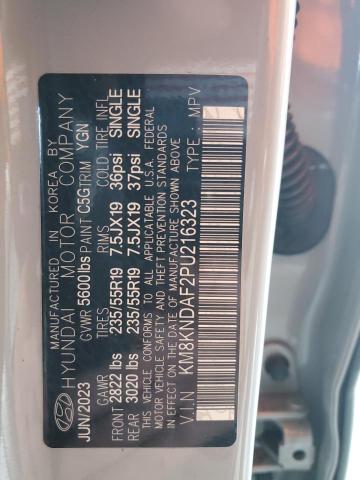 MANUFACTURED IN KOREA BY
HYUNDAI MOTOR COMPANY
JUN/2023 GVWR 5600lbs PAINT C5G TRIM YGN
GAWR TIRES RIMS COLD TIRE INFL
FRONT 2822 lbs 235/55R19 7.5JX19 36psi SINGLE
REAR 3020 lbs 235/55R19 7.5JX19 37psi SINGLE
THIS VEHICLE CONFORMS TO ALL APPLICABLE U.S.A. FEDERAL
MOTOR VEHICLE SAFETY AND THEFT PREVENTION STANDARDS
IN EFFECT ON THE DATE OF MANUFACTURE SHOWN ABOVE.
V.I.N KM8KNDAF2PU216323
TYPE : MPV